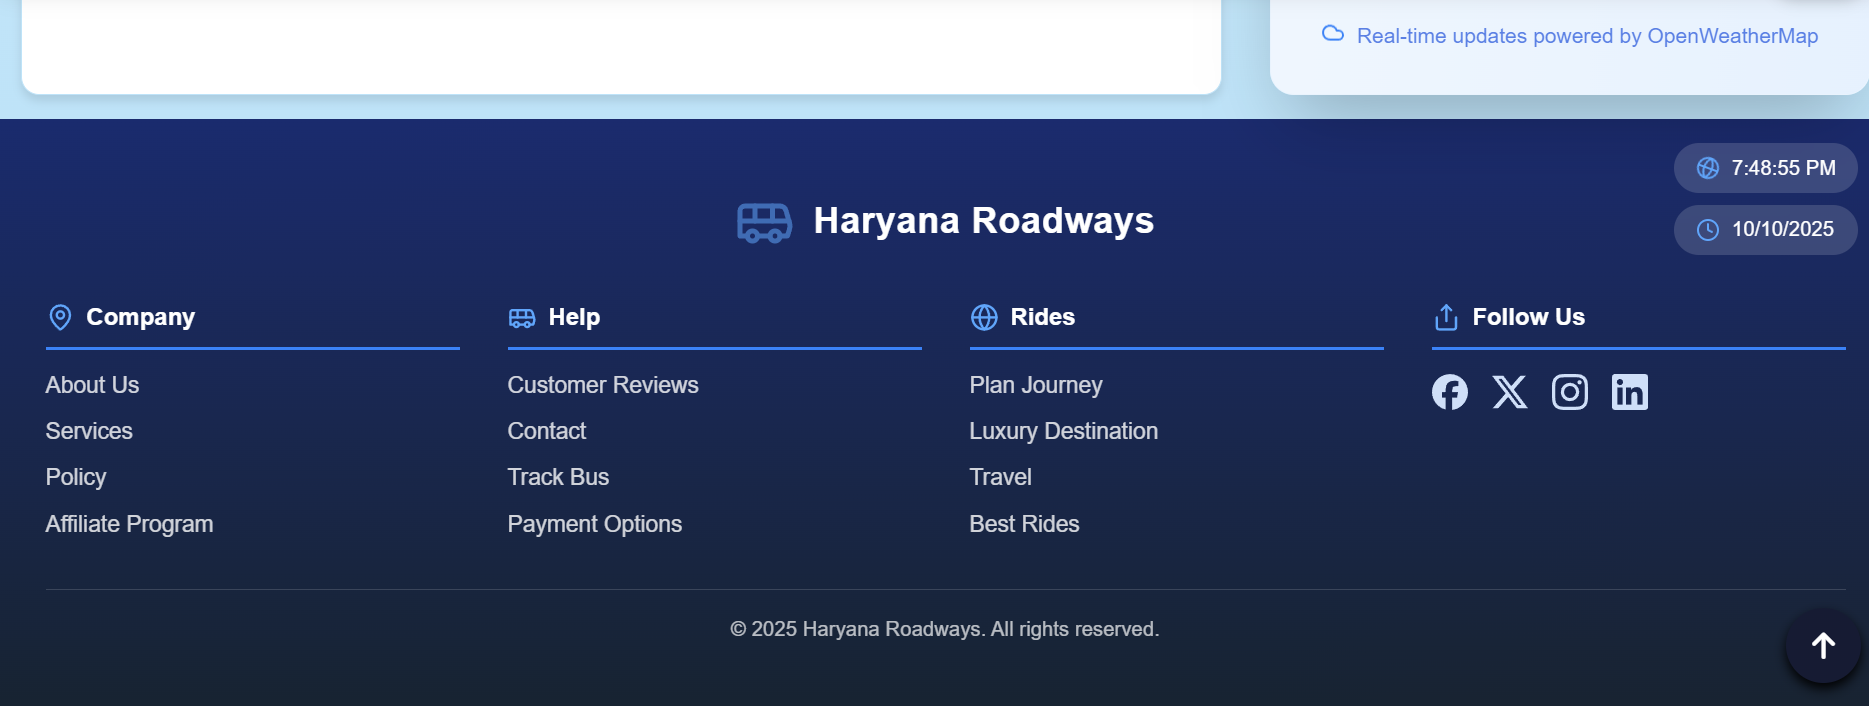 Real-time updates powered by OpenWeatherMap
7:48:55 PM
10/10/2025
Haryana Roadways
Company
About Us
Services
Policy
Affiliate Program
Help
Customer Reviews
Contact
Track Bus
Payment Options
Rides
Plan Journey
Luxury Destination
Travel
Best Rides
Follow Us
© 2025 Haryana Roadways. All rights reserved.